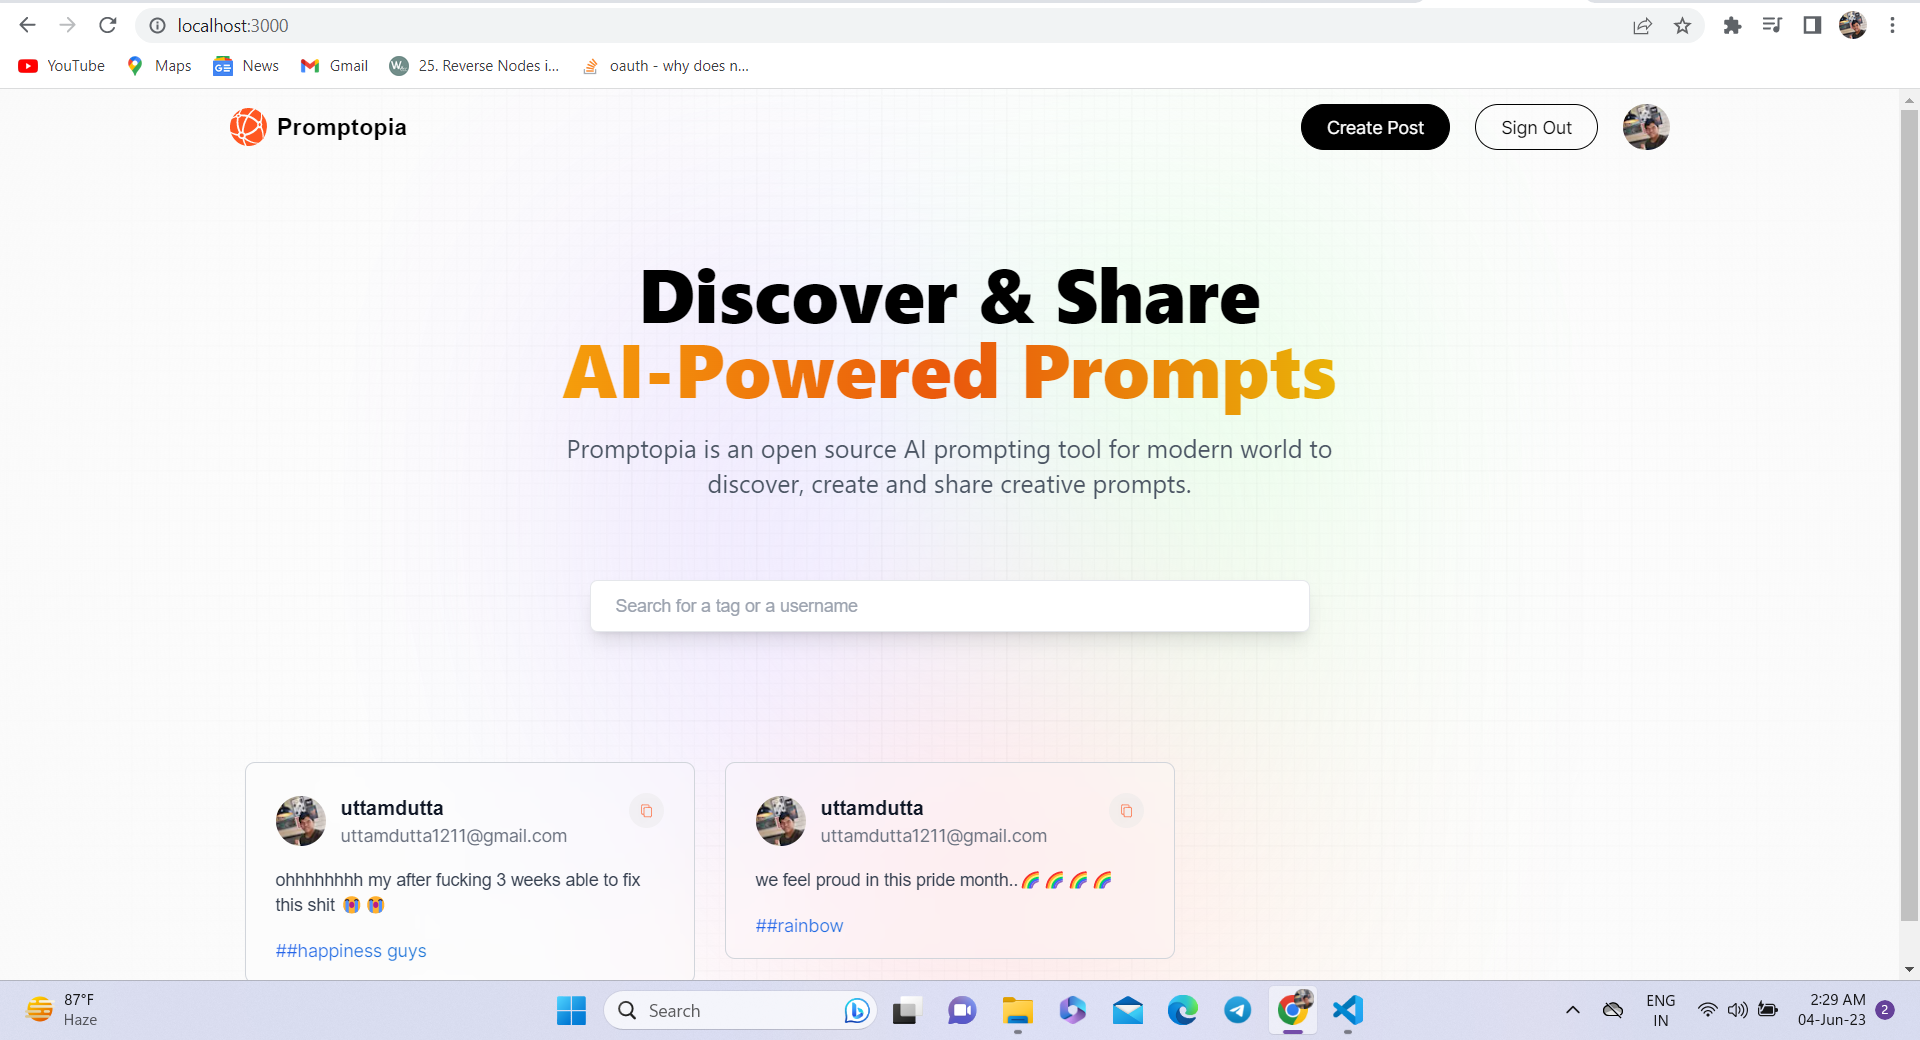 localhost:3000
YouTube Maps News Gmail 25. Reverse Nodes i... oauth - why does n...
Promptopia
Create Post
Sign Out
Discover & Share
AI-Powered Prompts
Promptopia is an open source AI prompting tool for modern world to
discover, create and share creative prompts.
Search for a tag or a username
uttamdutta
uttamdutta1211@gmail.com
ohhhhhhhh my after fucking 3 weeks able to fix
this shit 😭 😭
##happiness guys
uttamdutta
uttamdutta1211@gmail.com
we feel proud in this pride month..🌈 🌈 🌈 🌈
##rainbow
87°F
Haze
Search
ENG
IN
2:29 AM
04-Jun-23
2